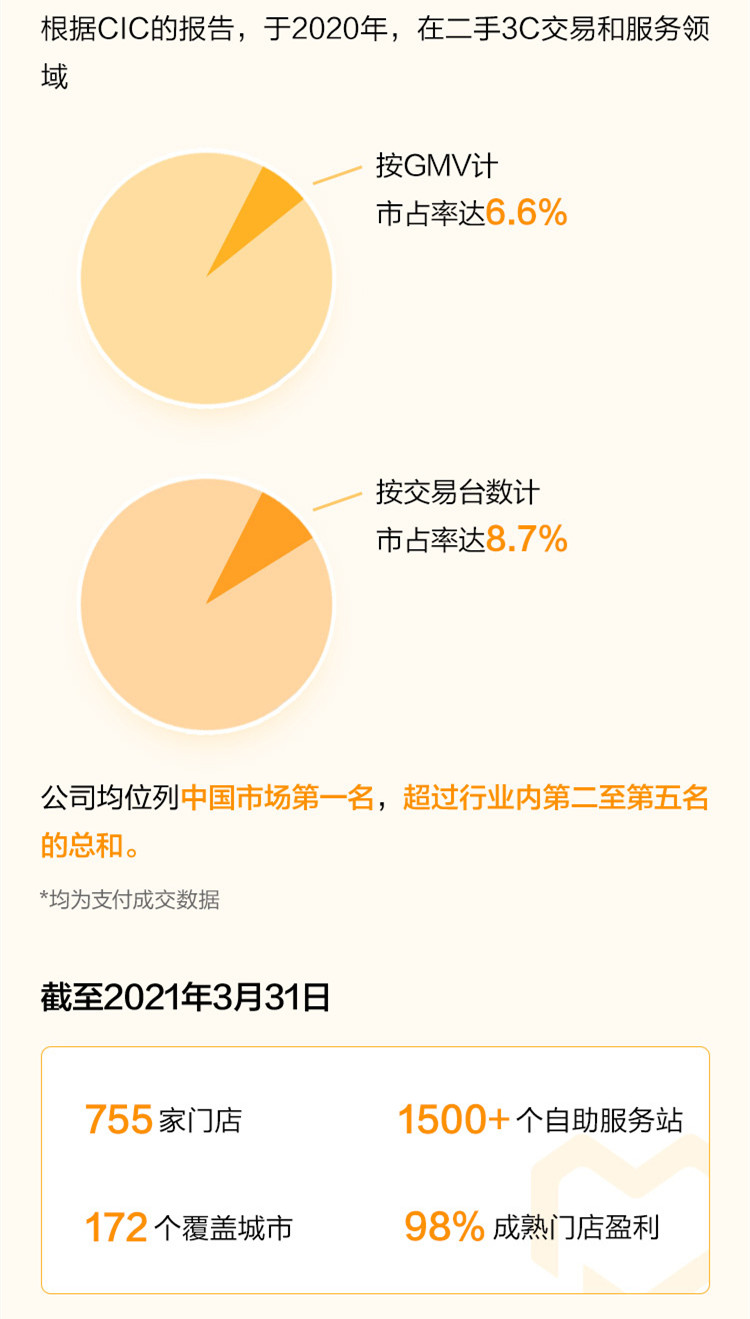 根据CIC的报告，于2020年，在二手3C交易和服务领
域
按GMV计
市占率达6.6%
按交易台数计
市占率达8.7%
公司均位列中国市场第一名，超过行业内第二至第五名
的总和。
*均为支付成交数据
截至2021年3月31日
755家门店
1500+个自助服务站
172个覆盖城市
98%成熟门店盈利